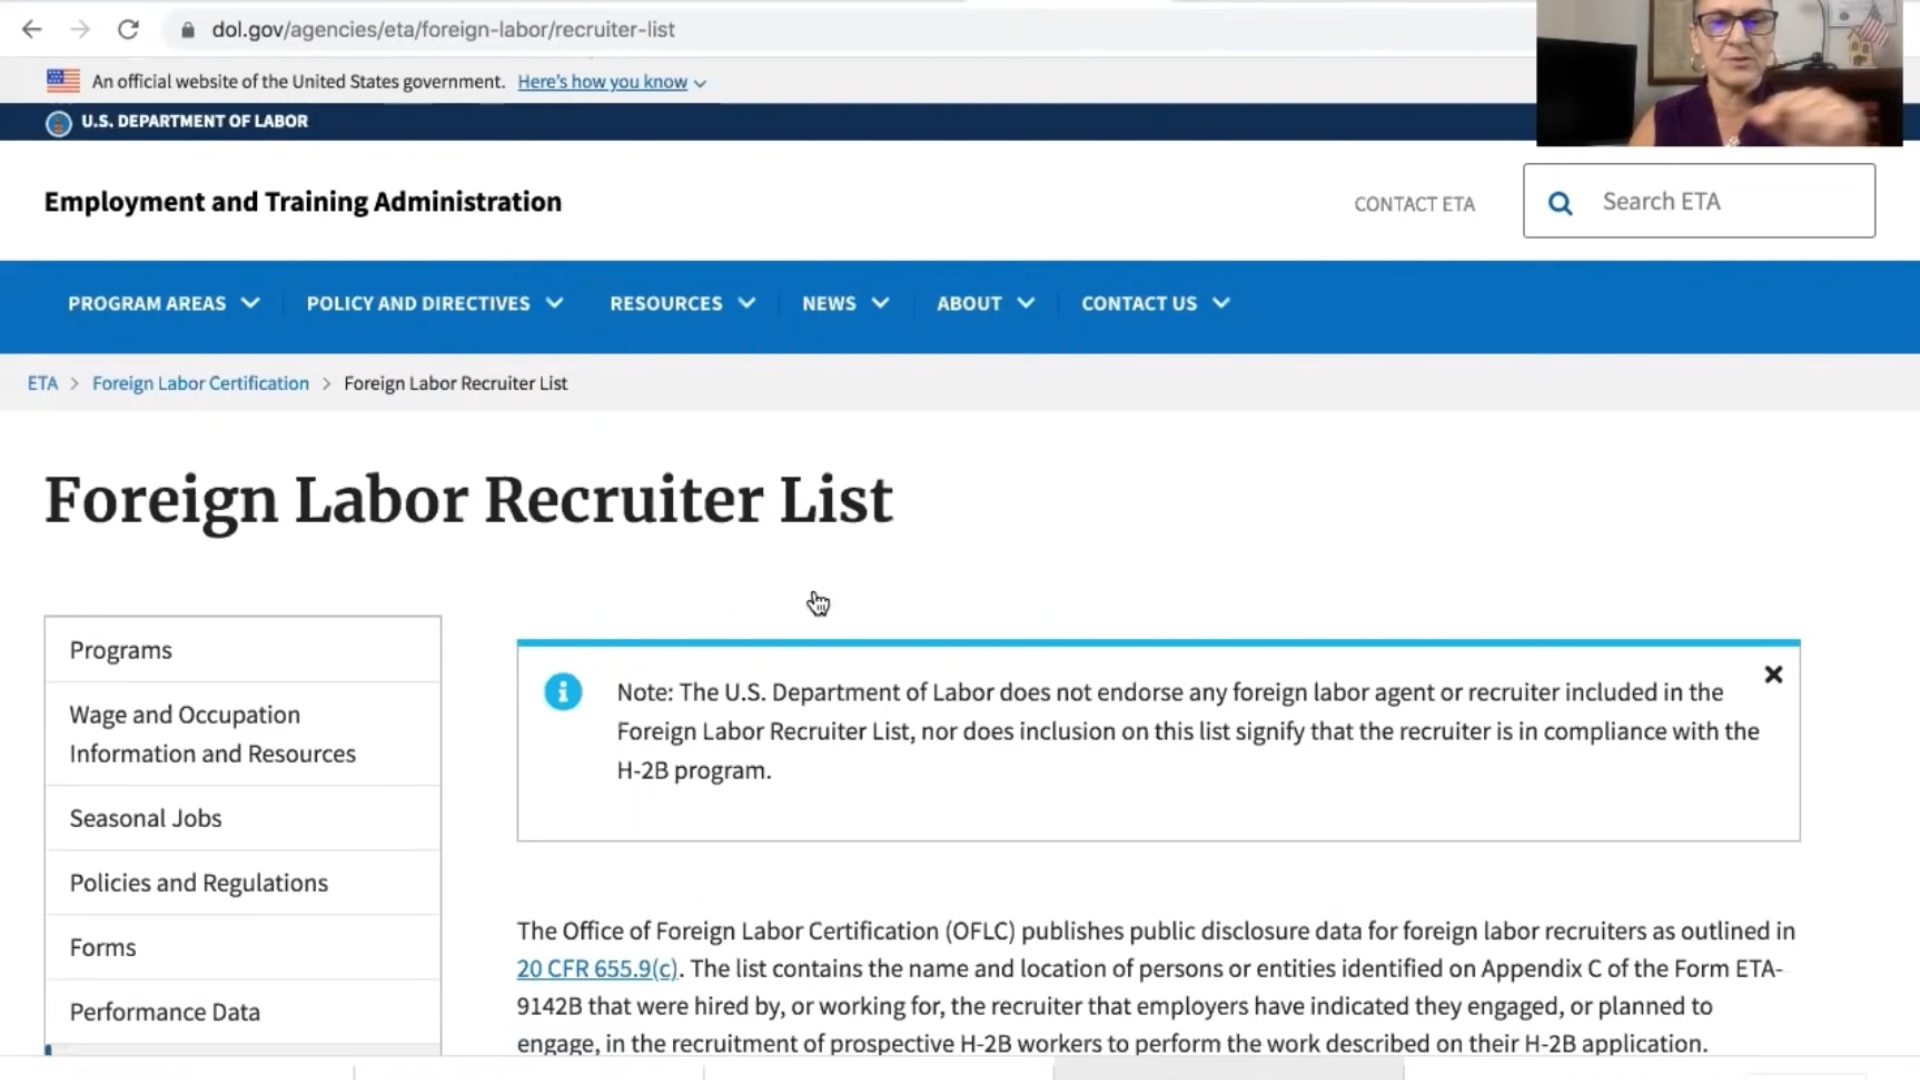 dol.gov/agencies/eta/foreign-labor/recruiter-list
An official website of the United States government. Here's how you know
U.S. DEPARTMENT OF LABOR
Employment and Training Administration
CONTACT ETA
Search ETA
PROGRAM AREAS POLICY AND DIRECTIVES RESOURCES NEWS ABOUT CONTACT US
ETA > Foreign Labor Certification > Foreign Labor Recruiter List
Foreign Labor Recruiter List
Programs
Wage and Occupation
Information and Resources
Seasonal Jobs
Policies and Regulations
Forms
Performance Data
Note: The U.S. Department of Labor does not endorse any foreign labor agent or recruiter included in the
Foreign Labor Recruiter List, nor does inclusion on this list signify that the recruiter is in compliance with the
H-2B program.
The Office of Foreign Labor Certification (OFLC) publishes public disclosure data for foreign labor recruiters as outlined in
20 CFR 655.9(c). The list contains the name and location of persons or entities identified on Appendix C of the Form ETA-
9142B that were hired by, or working for, the recruiter that employers have indicated they engaged, or planned to
engage, in the recruitment of prospective H-2B workers to perform the work described on their H-2B application.